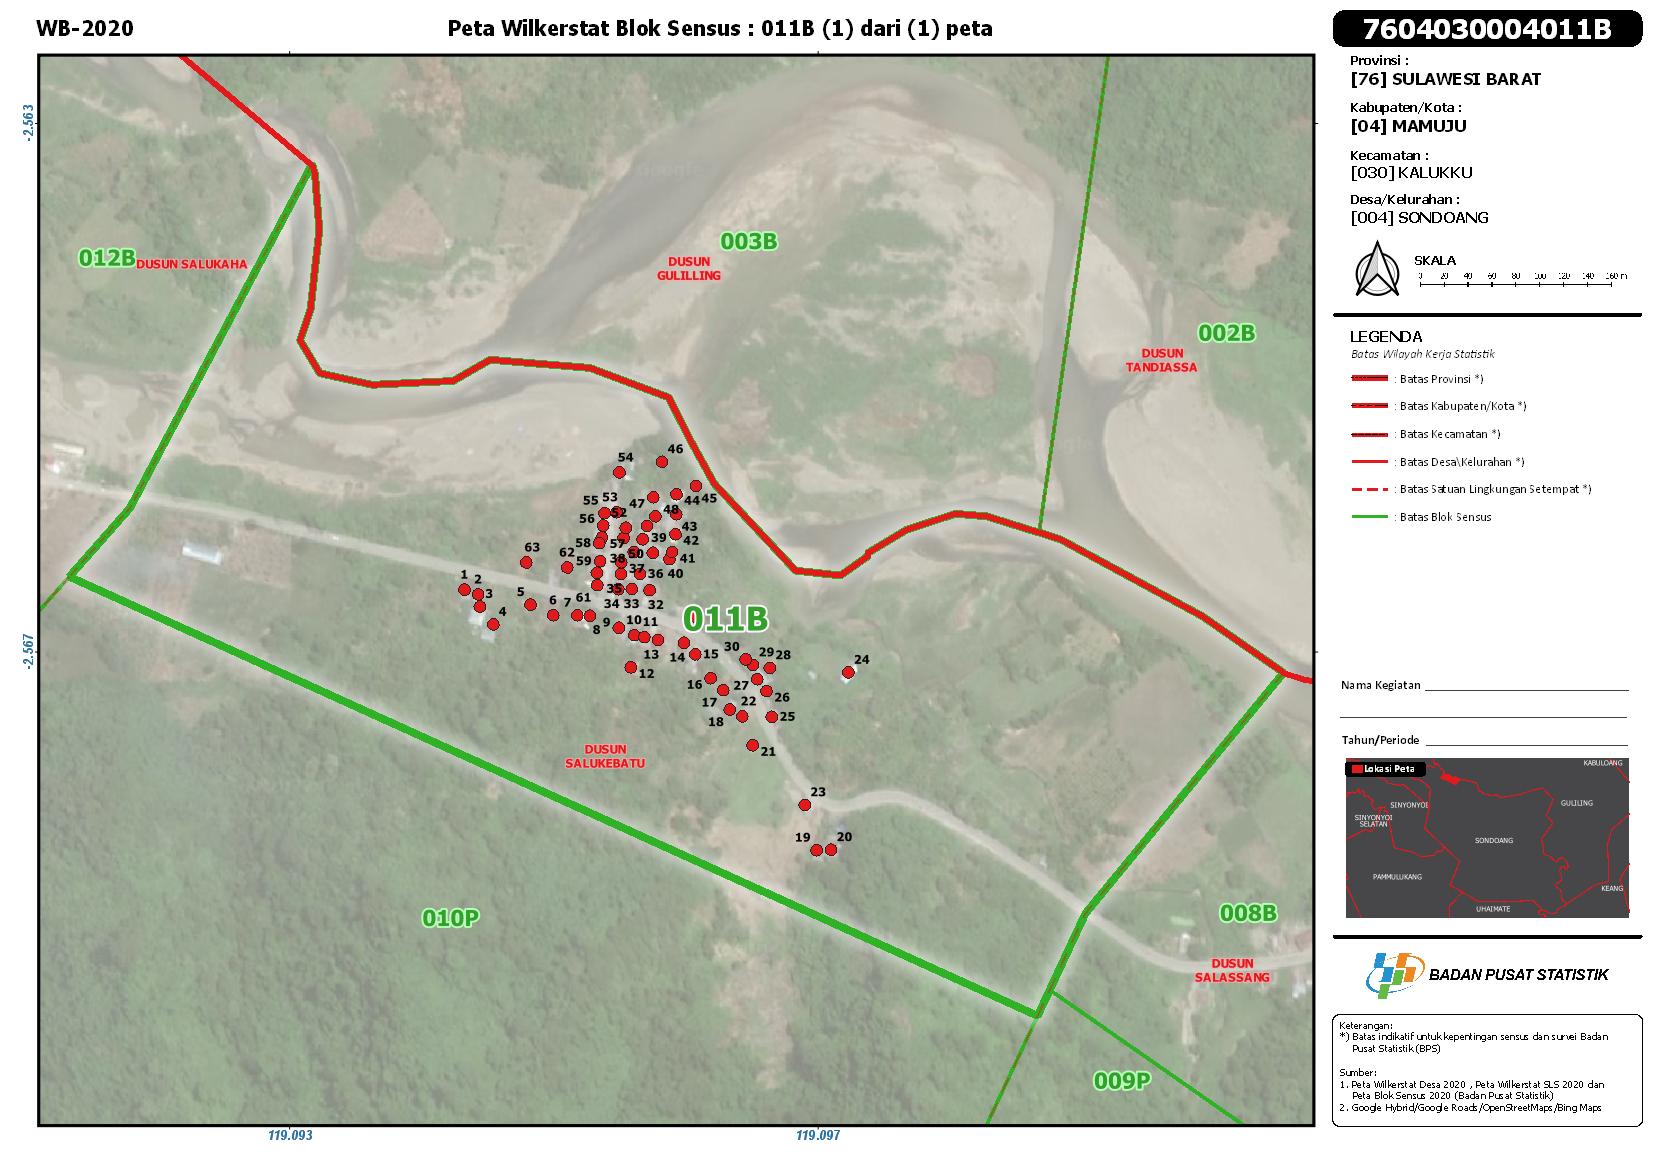 WB-2020
Peta Wilkerstat Blok Sensus : 011B (1) dari (1) peta
7604030004011B
Provinsi :
[76] SULAWESI BARAT
Kabupaten/Kota :
[04] MAMUJU
Kecamatan :
[030] KALUKKU
Desa/Kelurahan :
[004] SONDOANG
SKALA
0 20 40 60 80 100 120 140 160 m
LEGENDA
Batas Wilayah Kerja Statistik
: Batas Provinsi *)
: Batas Kabupaten/Kota *)
: Batas Kecamatan *)
: Batas Desa\Kelurahan *)
: Batas Satuan Lingkungan Setempat *)
: Batas Blok Sensus
Nama Kegiatan
Tahun/Periode
Lokasi Peta
KABULOANG
SINYONYOI
GULILING
SINYONYOI
SELATAN
SONDOANG
PAMMULUKANG
KEANG
UHAIMATE
BADAN PUSAT STATISTIK
Keterangan:
*) Batas indikatif untuk kepentingan sensus dan survei Badan
Pusat Statistik (BPS)
Sumber:
1. Peta Wilkerstat Desa 2020 , Peta Wilkerstat SLS 2020 dan
Peta Blok Sensus 2020 (Badan Pusat Statistik)
2. Google Hybrid/Google Roads/OpenStreetMaps/Bing Maps
-2.563
-2.567
119.093
119.097
012B
DUSUN SALUKAHA
003B
DUSUN
GULILLING
002B
DUSUN
TANDIASSA
011B
DUSUN
SALUKEBATU
010P
008B
DUSUN
SALASSANG
009P
46
54
55 53 47 44 45
56 52 48
43
58 57 39 42
63 62 59 38 50 41
37 36 40
1 2
3
5 6 7 61 35
4
34 33 32
8 9 10 11
13 14 15 30 29 28 24
12
16 27 26
17 22 25
18
21
23
19 20